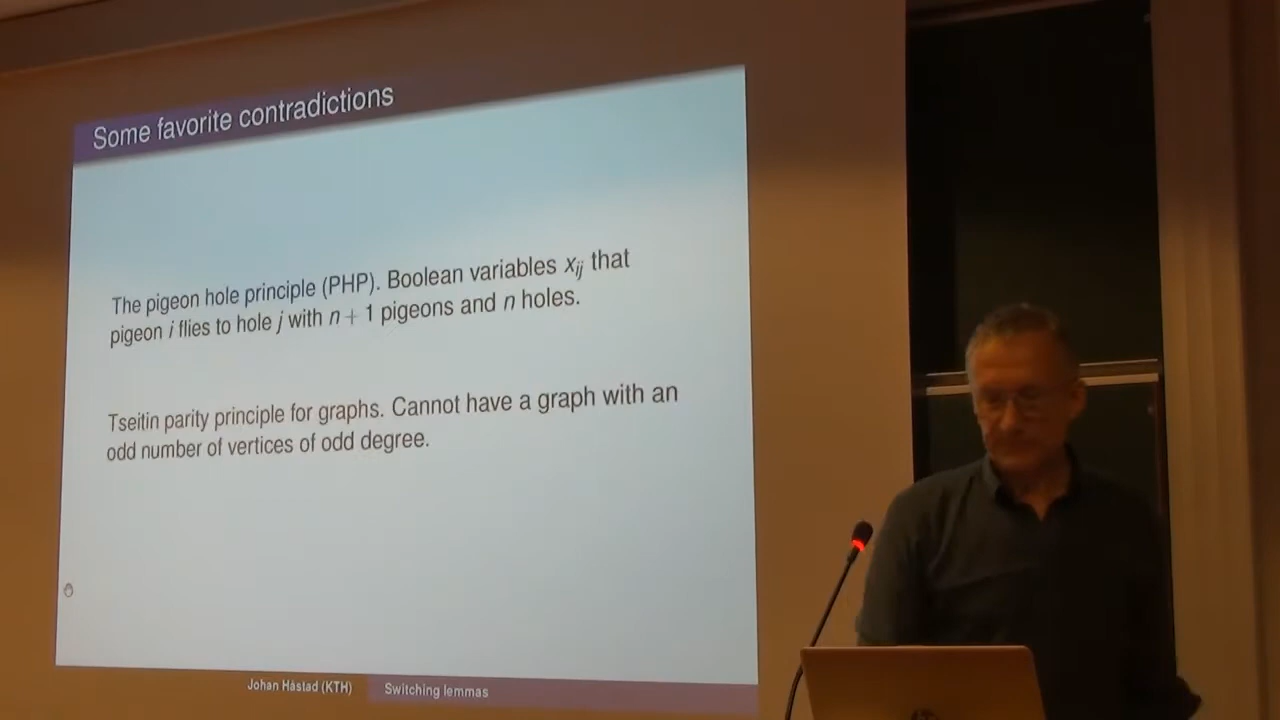 Some favorite contradictions
The pigeon hole principle (PHP). Boolean variables x_{ij} that
pigeon i flies to hole j with n + 1 pigeons and n holes.
Tseitin parity principle for graphs. Cannot have a graph with an
odd number of vertices of odd degree.
Johan Håstad (KTH)
Switching lemmas